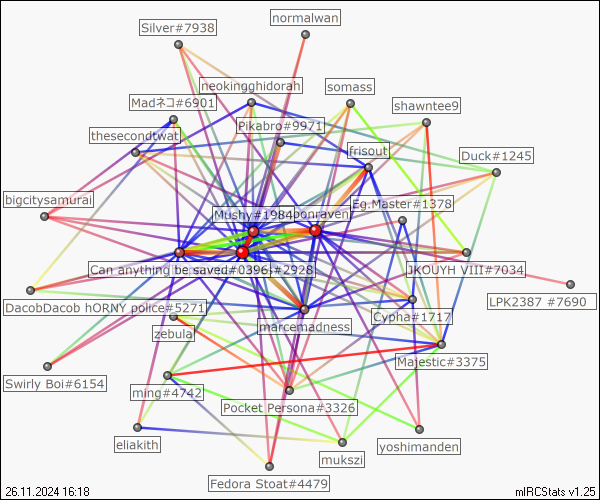 normalwan
Silver#7938
neokingghidorah
somass
Madネコ#6901
shawntee9
Pikabro#9971
thesecondtwat
frisout
Duck#1245
bigcitysamurai
Eg.Master#1378
Mushy#1984
bonraven
Can anything be saved#0396
#2928
JKOUYH VIII#7034
LPK2387 #7690
DacobDacob hORNY police#5271
Cypha#1717
marcemadness
zebulal
Majestic#3375
Swirly Boi#6154
ming#4742
Pocket Persona#3326
eliakith
yoshimanden
mukszi
Fedora Stoat#4479
26.11.2024 16:18
mIRCStats v1.25